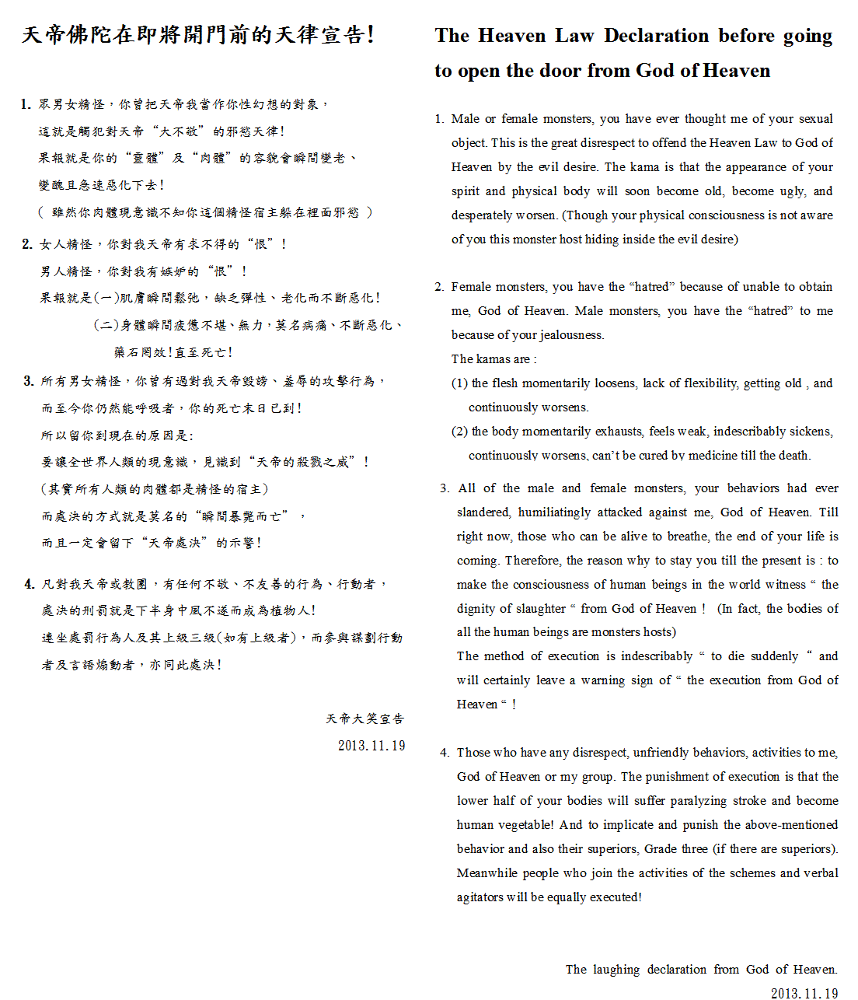 天帝佛陀在即將開門前的天律宣告!
1. 眾男女精怪，你曾把天帝我當作你性幻想的對象，
這就是觸犯對天帝“大不敬”的邪慾天律!
果報就是你的“靈體”及“肉體”的容貌會瞬間變老、
變醜且急速惡化下去!
( 雖然你肉體現意識不知你這個精怪宿主躲在裡面邪慾 )
2. 女人精怪，你對我天帝有求不得的“恨”!
男人精怪，你對我有嫉妒的“恨”!
果報就是(一)肌膚瞬間鬆弛，缺乏彈性、老化而不斷惡化!
(二)身體瞬間疲憊不堪、無力，莫名病痛、不斷惡化、
藥石罔效!直至死亡!
3. 所有男女精怪，你曾有過對我天帝毀謗、羞辱的攻擊行為，
而至今你仍然能呼吸者，你的死亡末日已到!
所以留你到現在的原因是:
要讓全世界人類的現意識，見識到“天帝的殺戮之威”!
(其實所有人類的肉體都是精怪的宿主)
而處決的方式就是莫名的“瞬間暴斃而亡”，
而且一定會留下“天帝處決”的示警!
4. 凡對我天帝或教團，有任何不敬、不友善的行為、行動者，
處決的刑罰就是下半身中風不遂而成為植物人!
連坐處罰行為人及其上級三級(如有上級者)，而參與謀劃行動
者及言語煽動者，亦同此處決!
天帝大笑宣告
2013.11.19
The Heaven Law Declaration before going
to open the door from God of Heaven
1. Male or female monsters, you have ever thought me of your sexual
object. This is the great disrespect to offend the Heaven Law to God of
Heaven by the evil desire. The kama is that the appearance of your
spirit and physical body will soon become old, become ugly, and
desperately worsen. (Though your physical consciousness is not aware
of you this monster host hiding inside the evil desire)
2. Female monsters, you have the “hatred” because of unable to obtain
me, God of Heaven. Male monsters, you have the “hatred” to me
because of your jealousness.
The kamas are :
(1) the flesh momentarily loosens, lack of flexibility, getting old , and
continuously worsens.
(2) the body momentarily exhausts, feels weak, indescribably sickens,
continuously worsens, can’t be cured by medicine till the death.
3. All of the male and female monsters, your behaviors had ever
slandered, humiliatingly attacked against me, God of Heaven. Till
right now, those who can be alive to breathe, the end of your life is
coming. Therefore, the reason why to stay you till the present is : to
make the consciousness of human beings in the world witness “ the
dignity of slaughter “ from God of Heaven ! (In fact, the bodies of
all the human beings are monsters hosts)
The method of execution is indescribably “ to die suddenly “ and
will certainly leave a warning sign of “ the execution from God of
Heaven “ !
4. Those who have any disrespect, unfriendly behaviors, activities to me,
God of Heaven or my group. The punishment of execution is that the
lower half of your bodies will suffer paralyzing stroke and become
human vegetable! And to implicate and punish the above-mentioned
behavior and also their superiors, Grade three (if there are superiors).
Meanwhile people who join the activities of the schemes and verbal
agitators will be equally executed!
The laughing declaration from God of Heaven.
2013.11.19